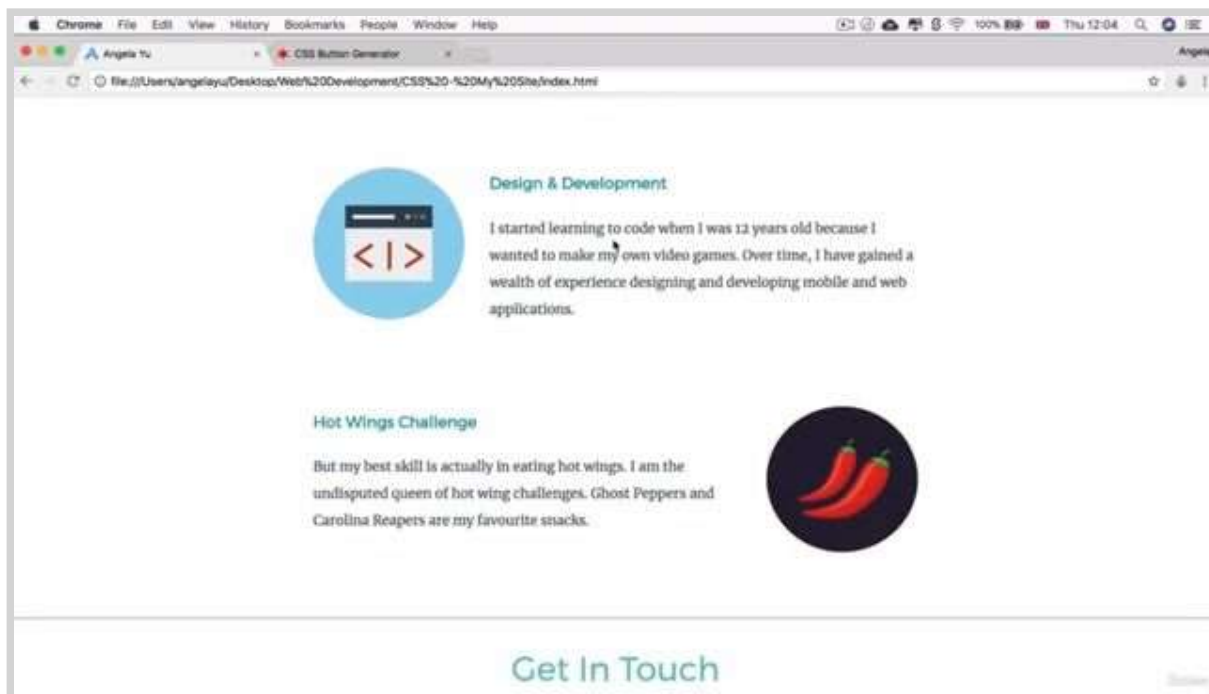 Chrome File Edit View History Bookmarks People Window Help
100% Thu 12:04
Angela Yu
CSS Button Generator
Angela
file:///Users/angelayu/Desktop/Web%20Development/CSS%20-%20My%20Site/index.html
Design & Development
I started learning to code when I was 12 years old because I
wanted to make my own video games. Over time, I have gained a
wealth of experience designing and developing mobile and web
applications.
< | >
Hot Wings Challenge
But my best skill is actually in eating hot wings. I am the
undisputed queen of hot wing challenges. Ghost Peppers and
Carolina Reapers are my favourite snacks.
Get In Touch